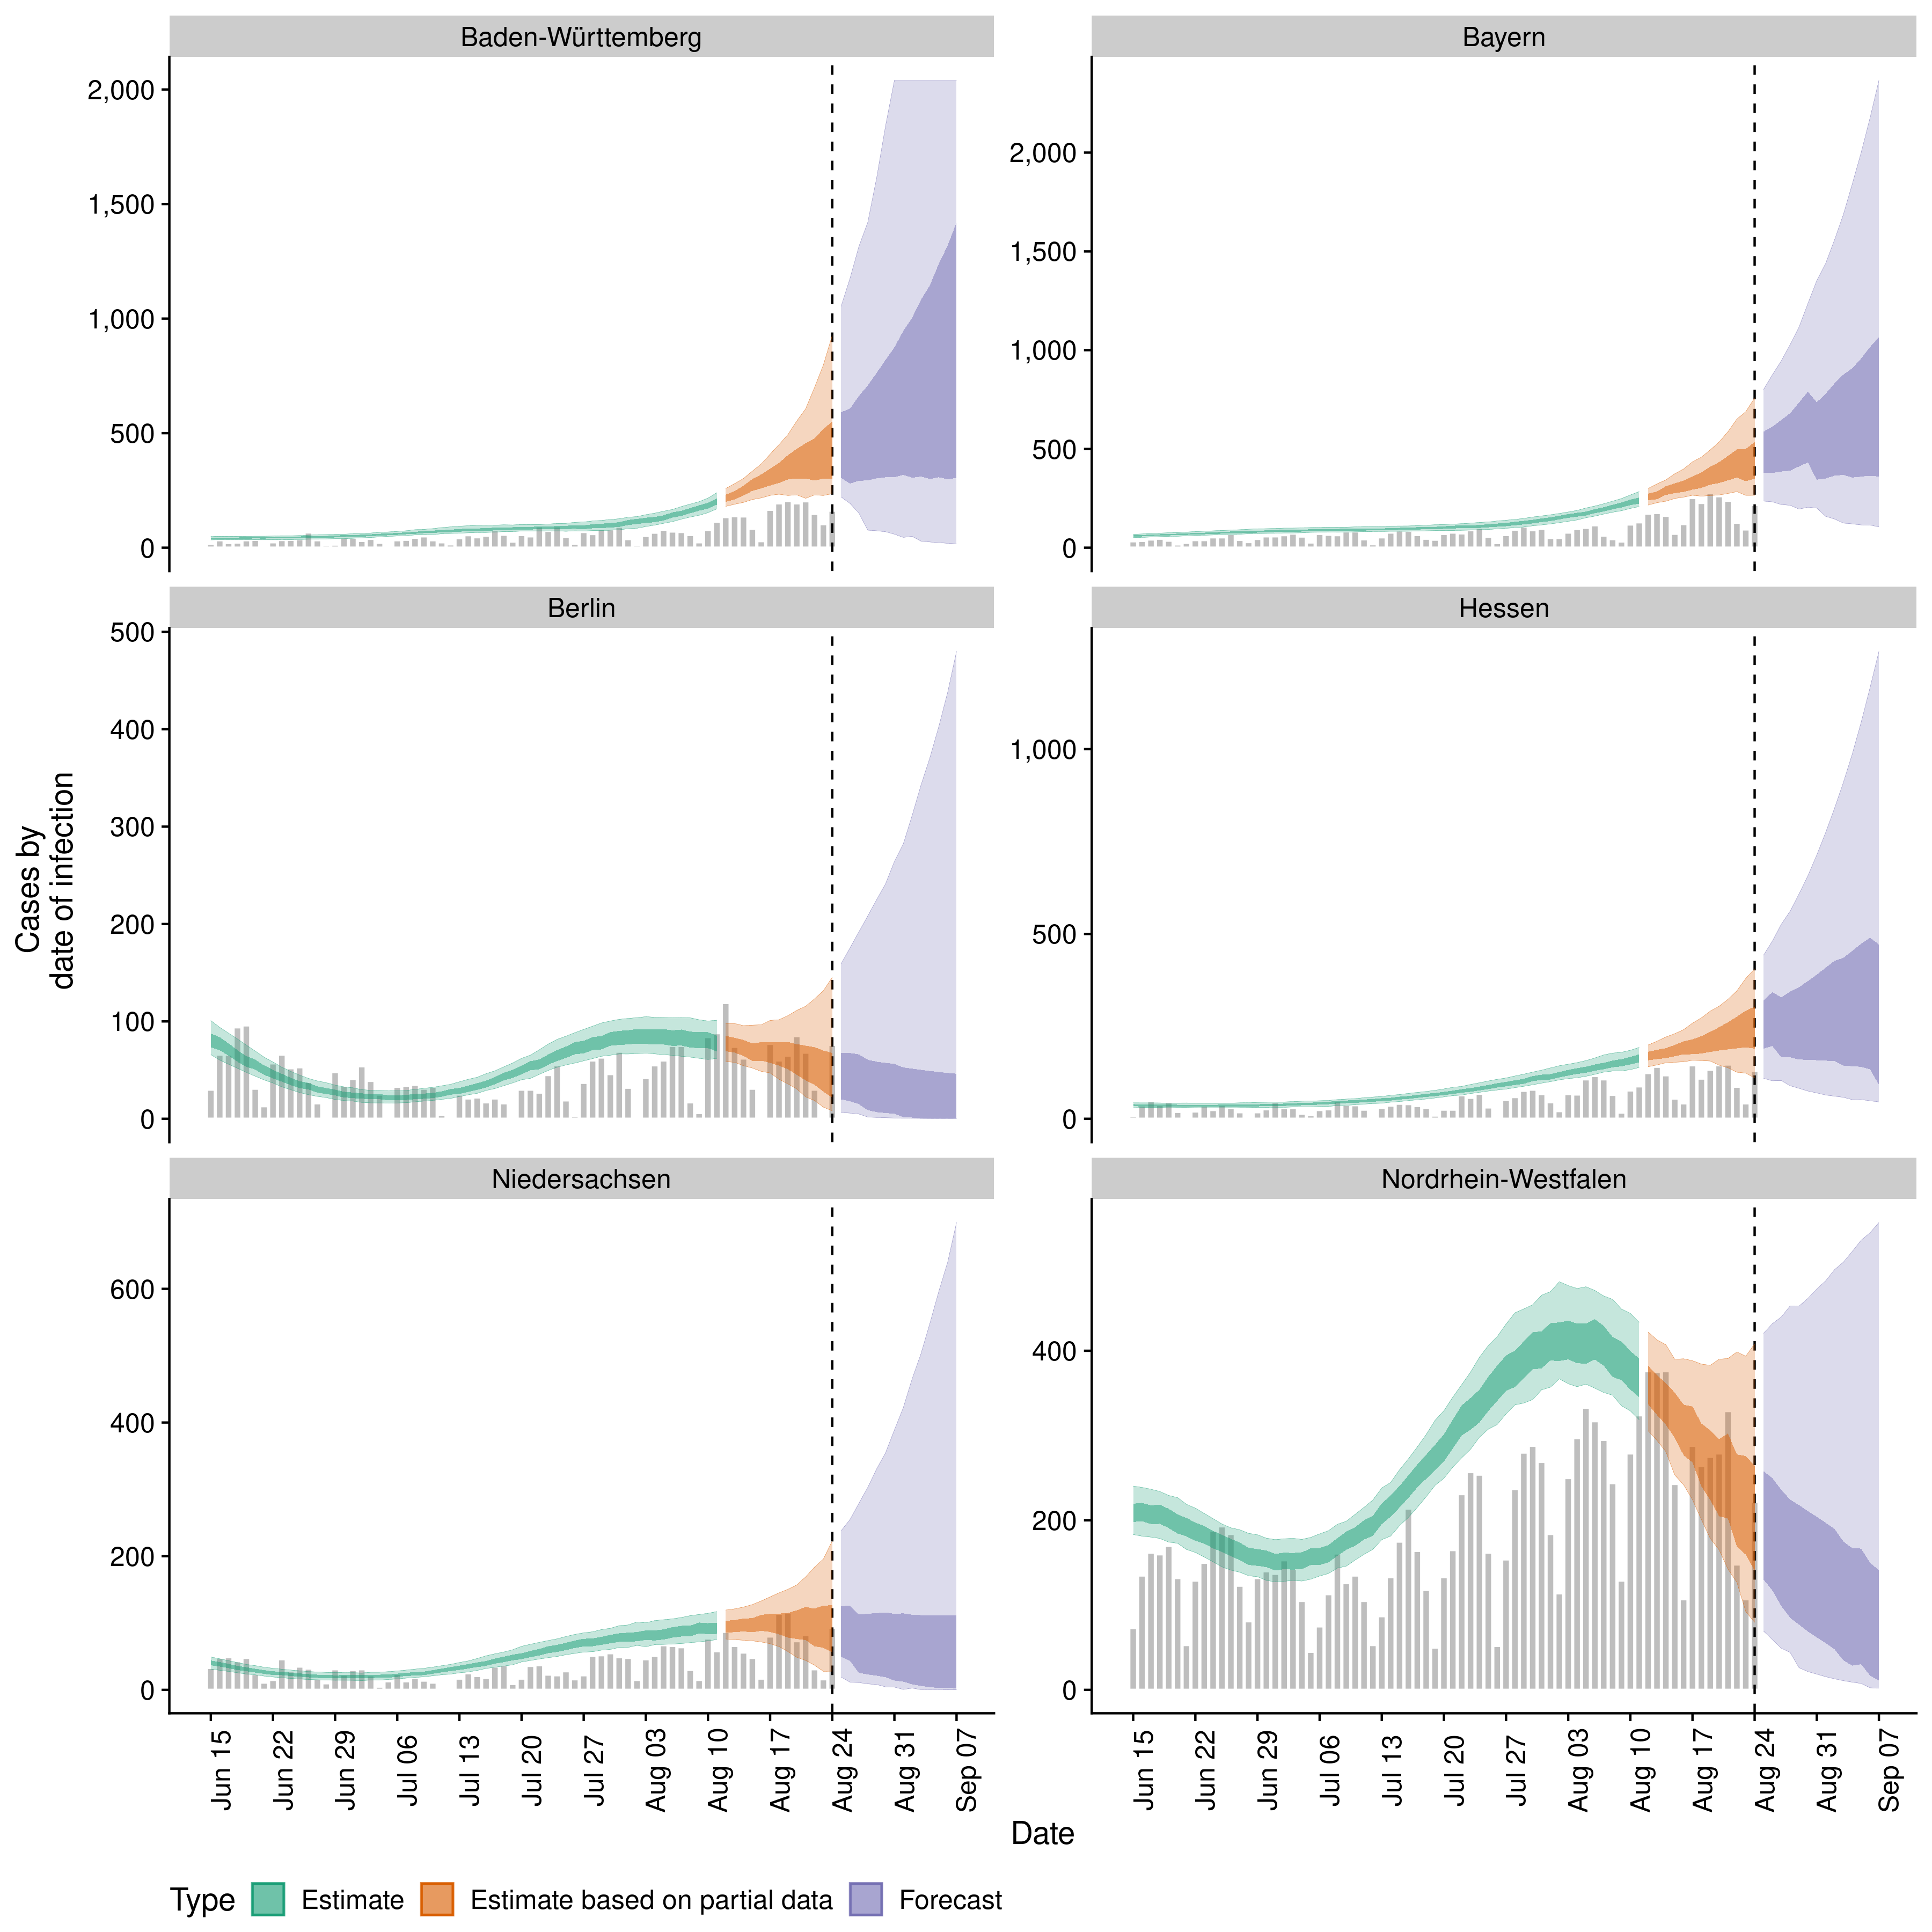 Baden-Württemberg
Bayern
2,000
1,500
1,000
500
0
2,000
1,500
1,000
500
0
Berlin
Hessen
500
400
300
200
100
0
1,000
500
0
Cases by
date of infection
Niedersachsen
Nordrhein-Westfalen
600
400
200
0
400
200
0
Jun 15
Jun 22
Jun 29
Jul 06
Jul 13
Jul 20
Jul 27
Aug 03
Aug 10
Aug 17
Aug 24
Aug 31
Sep 07
Jun 15
Jun 22
Jun 29
Jul 06
Jul 13
Jul 20
Jul 27
Aug 03
Aug 10
Aug 17
Aug 24
Aug 31
Sep 07
Date
Type Estimate Estimate based on partial data Forecast